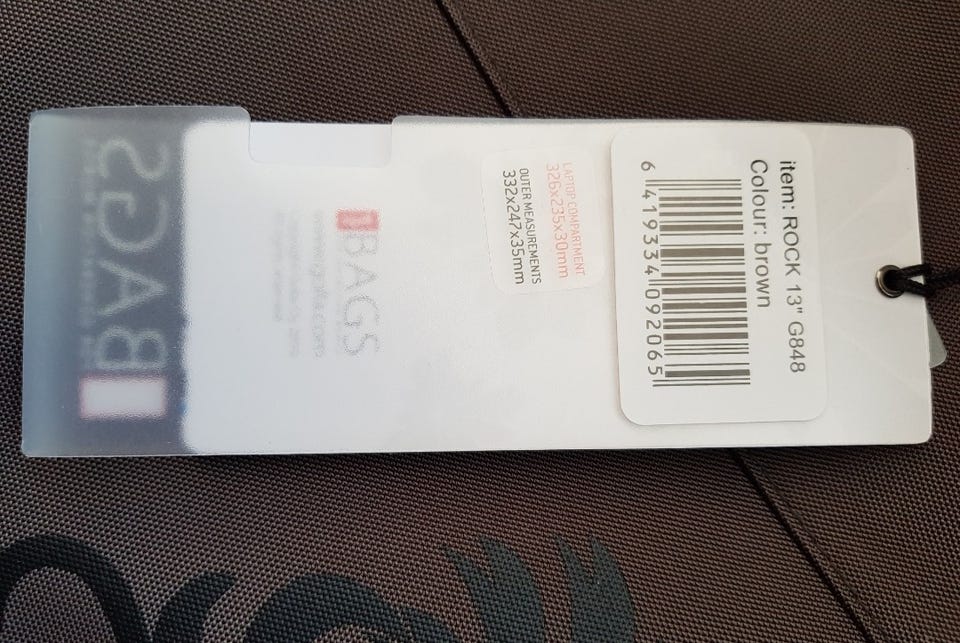 item: ROCK 13" G848
Colour: brown
6 419334 092065
LAPTOP COMPARTMENT
326x235x30mm
OUTER MEASUREMENTS
332x247x35mm
BAGS
BAGS